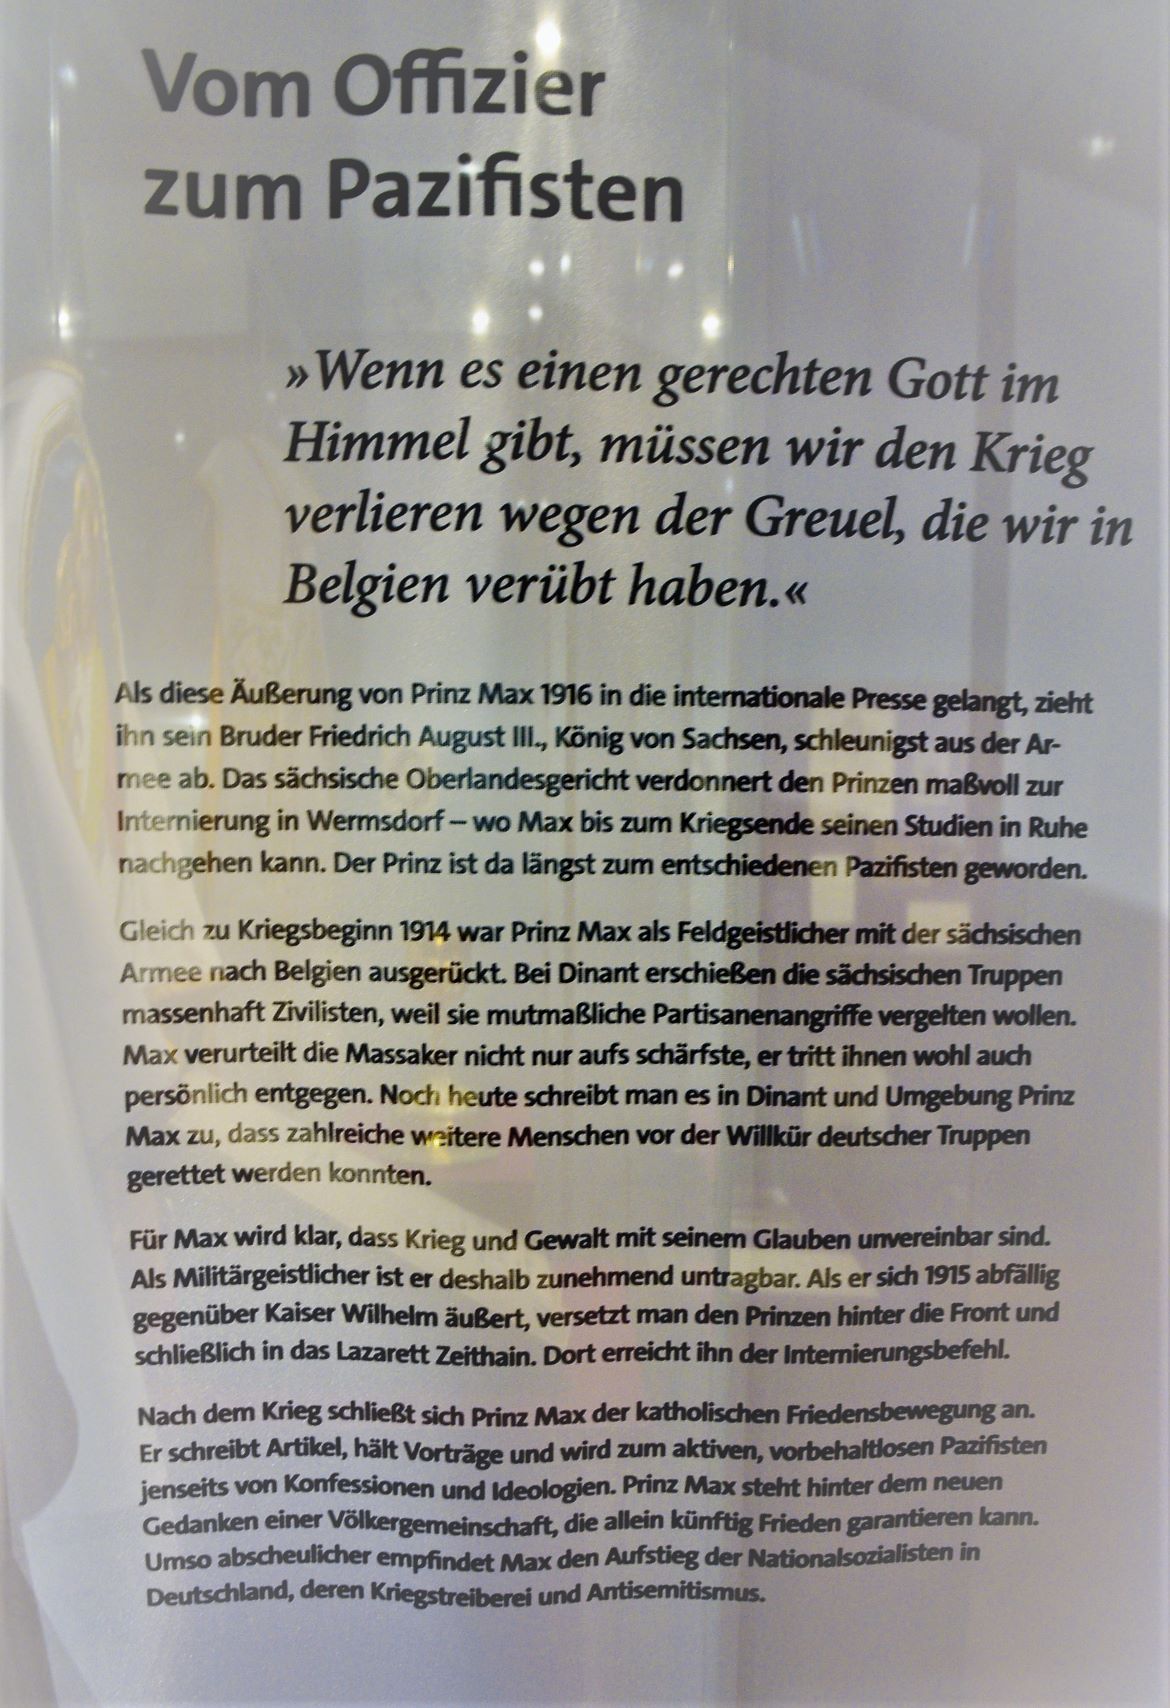 Vom Offizier
zum Pazifisten
»Wenn es einen gerechten Gott im
Himmel gibt, müssen wir den Krieg
verlieren wegen der Greuel, die wir in
Belgien verübt haben.«
Als diese Äußerung von Prinz Max 1916 in die internationale Presse gelangt, zieht
ihn sein Bruder Friedrich August III., König von Sachsen, schleunigst aus der Ar-
mee ab. Das sächsische Oberlandesgericht verdonnert den Prinzen maßvoll zur
Internierung in Wermsdorf – wo Max bis zum Kriegsende seinen Studien in Ruhe
nachgehen kann. Der Prinz ist da längst zum entschiedenen Pazifisten geworden.
Gleich zu Kriegsbeginn 1914 war Prinz Max als Feldgeistlicher mit der sächsischen
Armee nach Belgien ausgerückt. Bei Dinant erschießen die sächsischen Truppen
massenhaft Zivilisten, weil sie mutmaßliche Partisanenangriffe vergelten wollen.
Max verurteilt die Massaker nicht nur aufs schärfste, er tritt ihnen wohl auch
persönlich entgegen. Noch heute schreibt man es in Dinant und Umgebung Prinz
Max zu, dass zahlreiche weitere Menschen vor der Willkür deutscher Truppen
gerettet werden konnten.
Für Max wird klar, dass Krieg und Gewalt mit seinem Glauben unvereinbar sind.
Als Militärgeistlicher ist er deshalb zunehmend untragbar. Als er sich 1915 abfällig
gegenüber Kaiser Wilhelm äußert, versetzt man den Prinzen hinter die Front und
schließlich in das Lazarett Zeithain. Dort erreicht ihn der Internierungsbefehl.
Nach dem Krieg schließt sich Prinz Max der katholischen Friedensbewegung an.
Er schreibt Artikel, hält Vorträge und wird zum aktiven, vorbehaltlosen Pazifisten
jenseits von Konfessionen und Ideologien. Prinz Max steht hinter dem neuen
Gedanken einer Völkergemeinschaft, die allein künftig Frieden garantieren kann.
Umso abscheulicher empfindet Max den Aufstieg der Nationalsozialisten in
Deutschland, deren Kriegstreiberei und Antisemitismus.